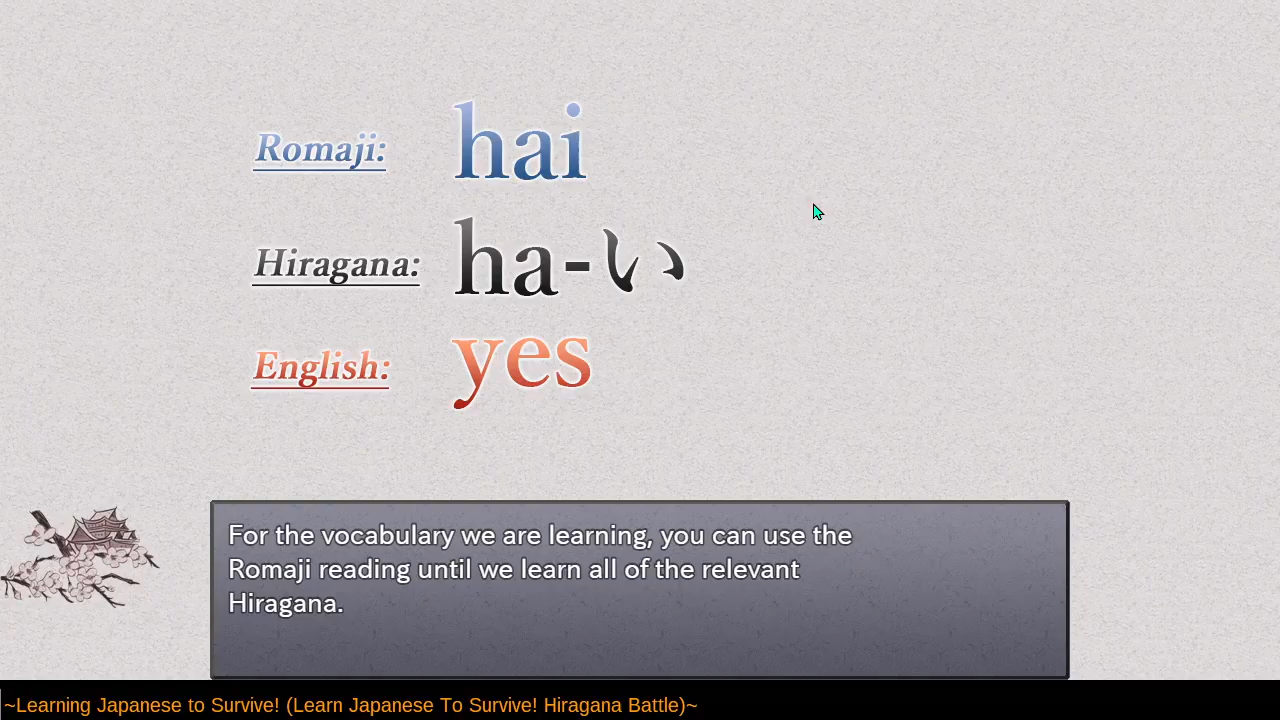 Romaji: hai
Hiragana: ha-い
English: yes
For the vocabulary we are learning, you can use the
Romaji reading until we learn all of the relevant
Hiragana.
~Learning Japanese to Survive! (Learn Japanese To Survive! Hiragana Battle)~